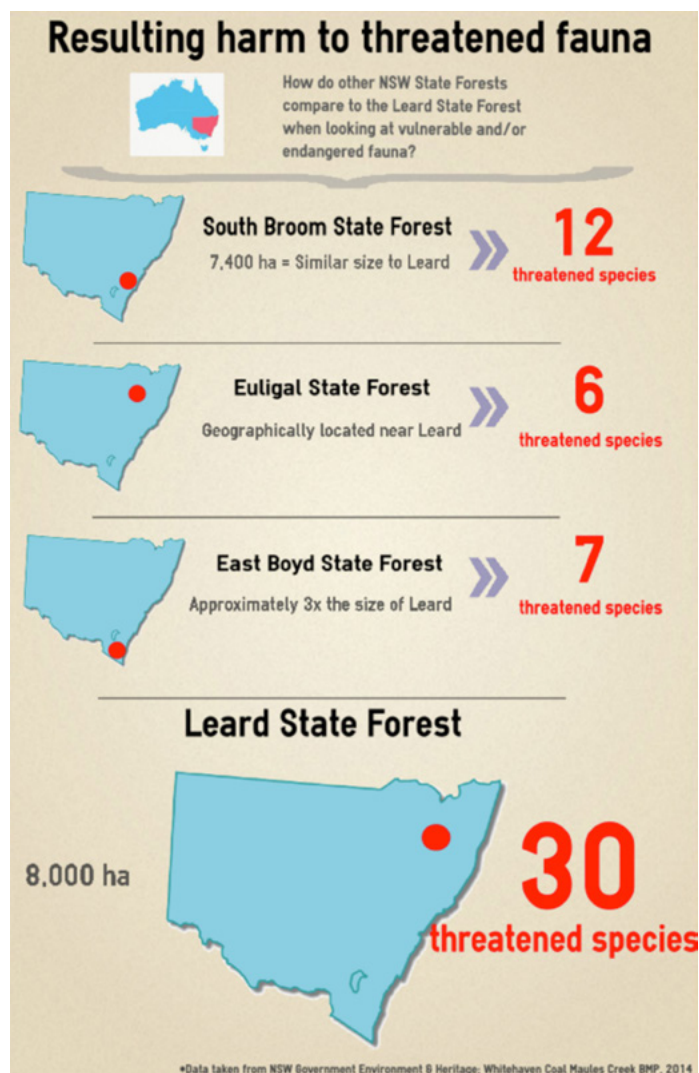 Resulting harm to threatened fauna
How do other NSW State Forests
compare to the Leard State Forest
when looking at vulnerable and/or
endangered fauna?
South Broom State Forest
7,400 ha = Similar size to Leard
12
threatened species
Euligal State Forest
Geographically located near Leard
6
threatened species
East Boyd State Forest
Approximately 3x the size of Leard
7
threatened species
Leard State Forest
8,000 ha
30
threatened species
*Data taken from NSW Government Environment & Heritage; Whitehaven Coal Maules Creek BMP, 2014